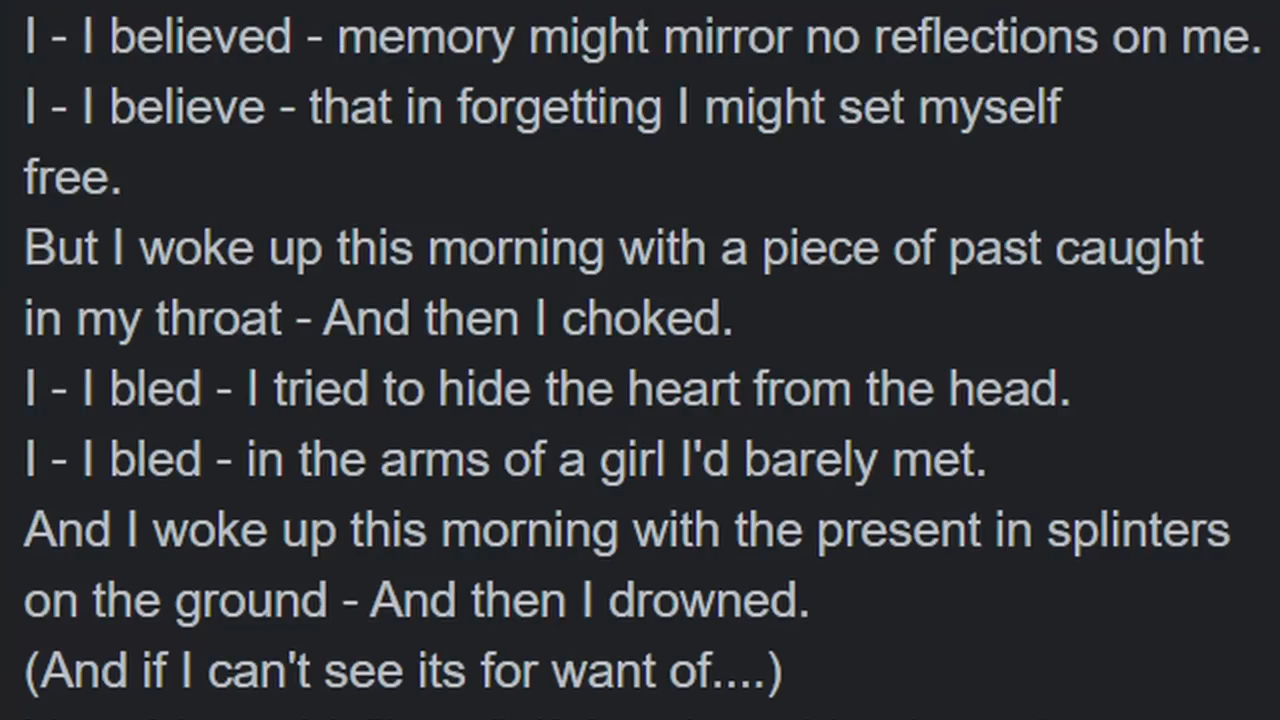 I - I believed - memory might mirror no reflections on me.
I - I believe - that in forgetting I might set myself
free.
But I woke up this morning with a piece of past caught
in my throat - And then I choked.
I - I bled - I tried to hide the heart from the head.
I - I bled - in the arms of a girl I'd barely met.
And I woke up this morning with the present in splinters
on the ground - And then I drowned.
(And if I can't see its for want of....)